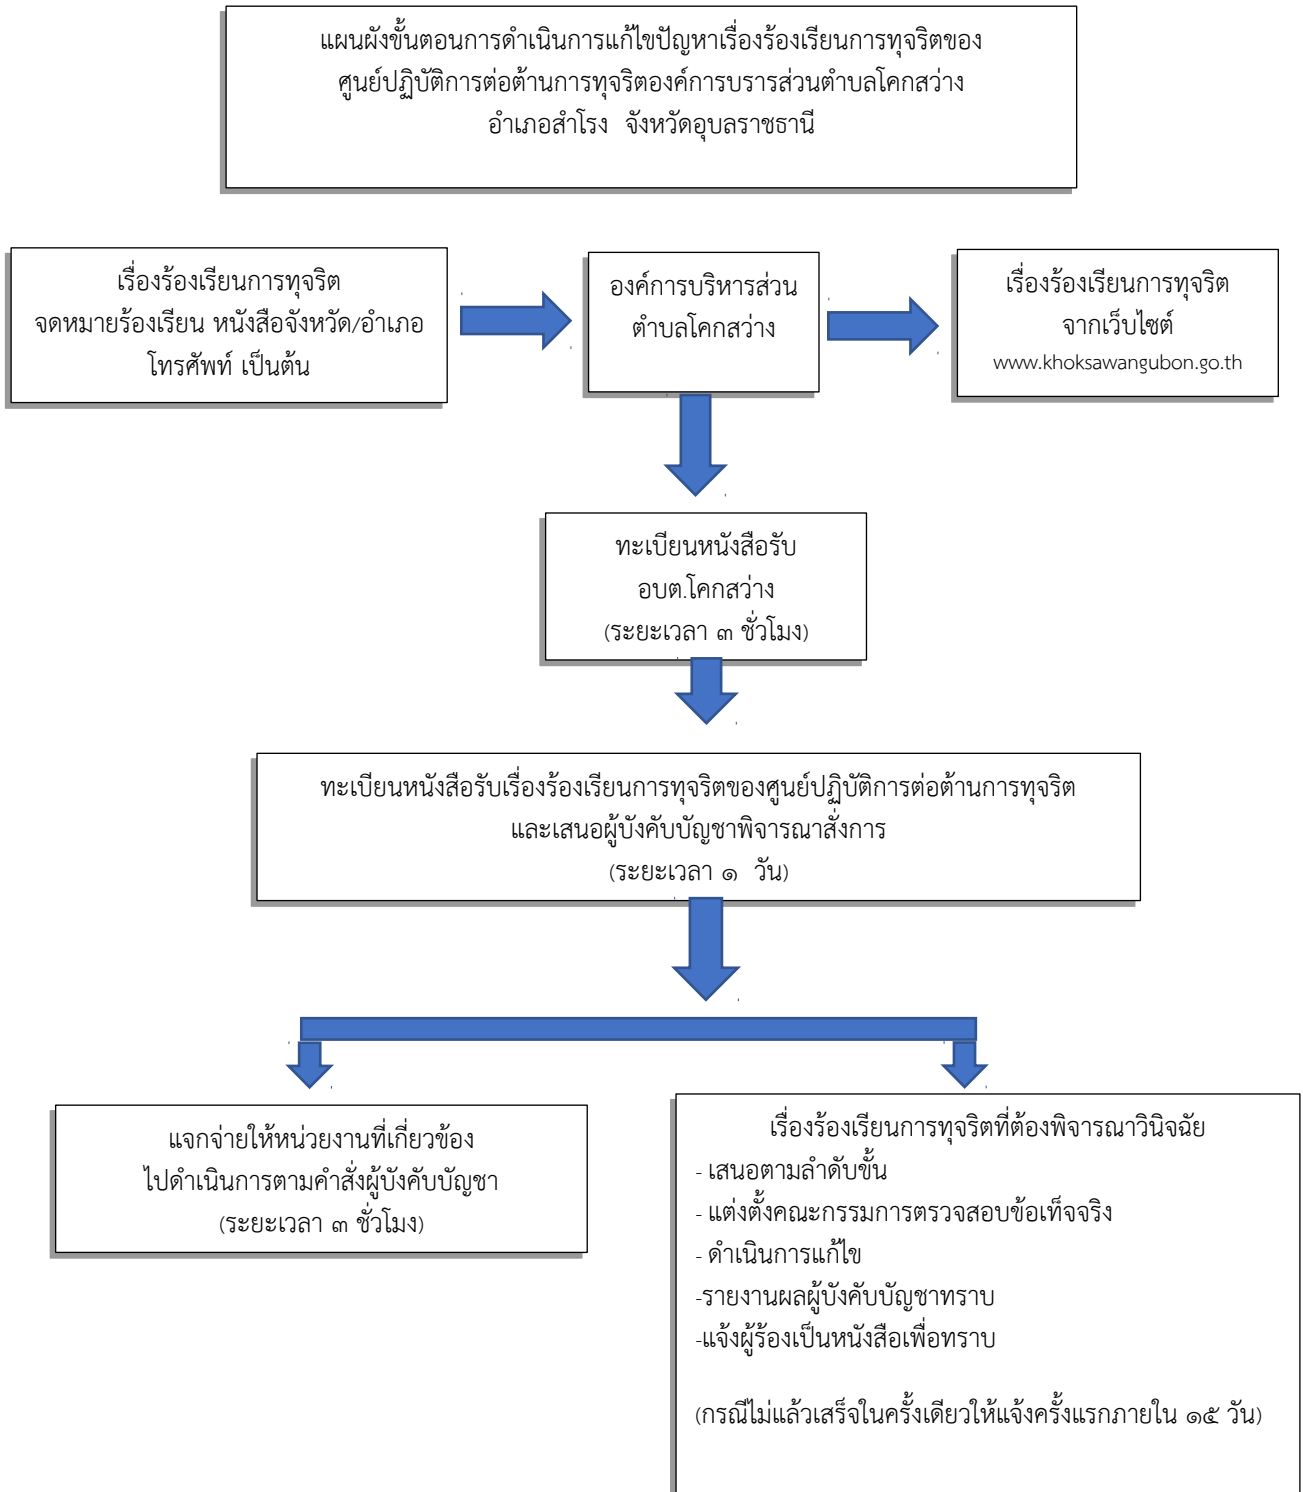 แผนผังขั้นตอนการดำเนินการแก้ไขปัญหาเรื่องร้องเรียนการทุจริตของ
ศูนย์ปฏิบัติการต่อต้านการทุจริตองค์การบรารส่วนตำบลโคกสว่าง
อำเภอสำโรง จังหวัดอุบลราชธานี
เรื่องร้องเรียนการทุจริต
จดหมายร้องเรียน หนังสือจังหวัด/อำเภอ
โทรศัพท์ เป็นต้น
องค์การบริหารส่วน
ตำบลโคกสว่าง
เรื่องร้องเรียนการทุจริต
จากเว็บไซต์
www.khoksawangubon.go.th
ทะเบียนหนังสือรับ
อบต.โคกสว่าง
(ระยะเวลา ๓ ชั่วโมง)
ทะเบียนหนังสือรับเรื่องร้องเรียนการทุจริตของศูนย์ปฏิบัติการต่อต้านการทุจริต
และเสนอผู้บังคับบัญชาพิจารณาสั่งการ
(ระยะเวลา ๑ วัน)
แจกจ่ายให้หน่วยงานที่เกี่ยวข้อง
ไปดำเนินการตามคำสั่งผู้บังคับบัญชา
(ระยะเวลา ๓ ชั่วโมง)
เรื่องร้องเรียนการทุจริตที่ต้องพิจารณาวินิจฉัย
- เสนอตามลำดับขั้น
- แต่งตั้งคณะกรรมการตรวจสอบข้อเท็จจริง
- ดำเนินการแก้ไข
-รายงานผลผู้บังคับบัญชาทราบ
-แจ้งผู้ร้องเป็นหนังสือเพื่อทราบ
(กรณีไม่แล้วเสร็จในครั้งเดียวให้แจ้งครั้งแรกภายใน ๑๕ วัน)